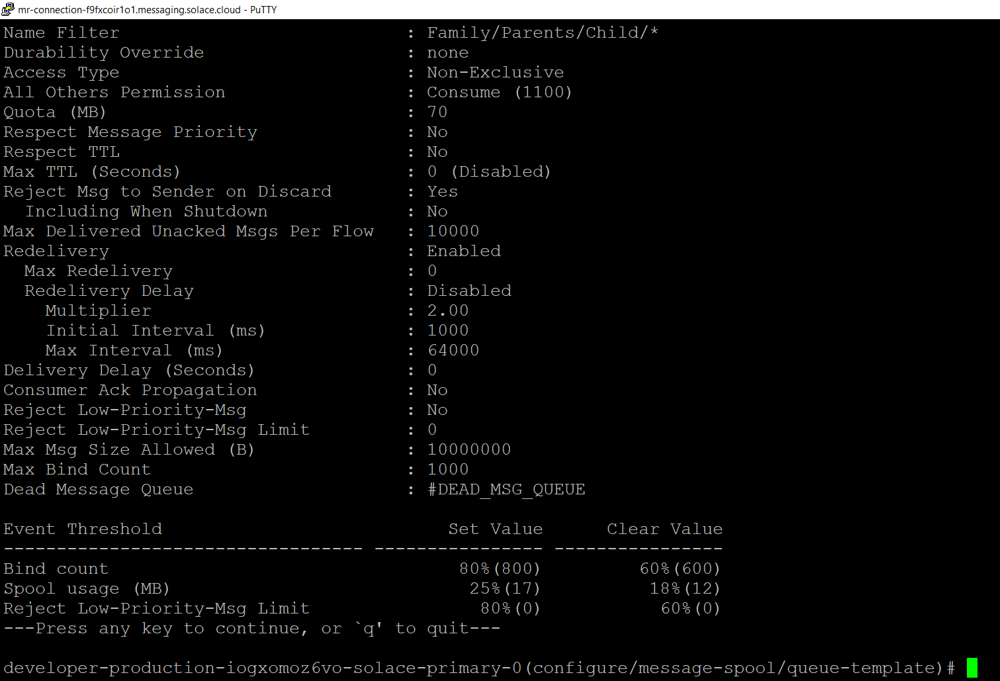 mr-connection-f9fxcoir1o1.messaging.solace.cloud - PuTTY
Name Filter : Family/Parents/Child/*
Durability Override : none
Access Type : Non-Exclusive
All Others Permission : Consume (1100)
Quota (MB) : 70
Respect Message Priority : No
Respect TTL : No
Max TTL (Seconds) : 0 (Disabled)
Reject Msg to Sender on Discard : Yes
Including When Shutdown : No
Max Delivered Unacked Msgs Per Flow : 10000
Redelivery : Enabled
Max Redelivery : 0
Redelivery Delay : Disabled
Multiplier : 2.00
Initial Interval (ms) : 1000
Max Interval (ms) : 64000
Delivery Delay (Seconds) : 0
Consumer Ack Propagation : No
Reject Low-Priority-Msg : No
Reject Low-Priority-Msg Limit : 0
Max Msg Size Allowed (B) : 10000000
Max Bind Count : 1000
Dead Message Queue : #DEAD_MSG_QUEUE
Event Threshold Set Value Clear Value
---------------------------------- ---------------- ----------------
Bind count 80%(800) 60%(600)
Spool usage (MB) 25%(17) 18%(12)
Reject Low-Priority-Msg Limit 80%(0) 60%(0)
---Press any key to continue, or `q' to quit---
developer-production-iogxomoz6vo-solace-primary-0(configure/message-spool/queue-template)#